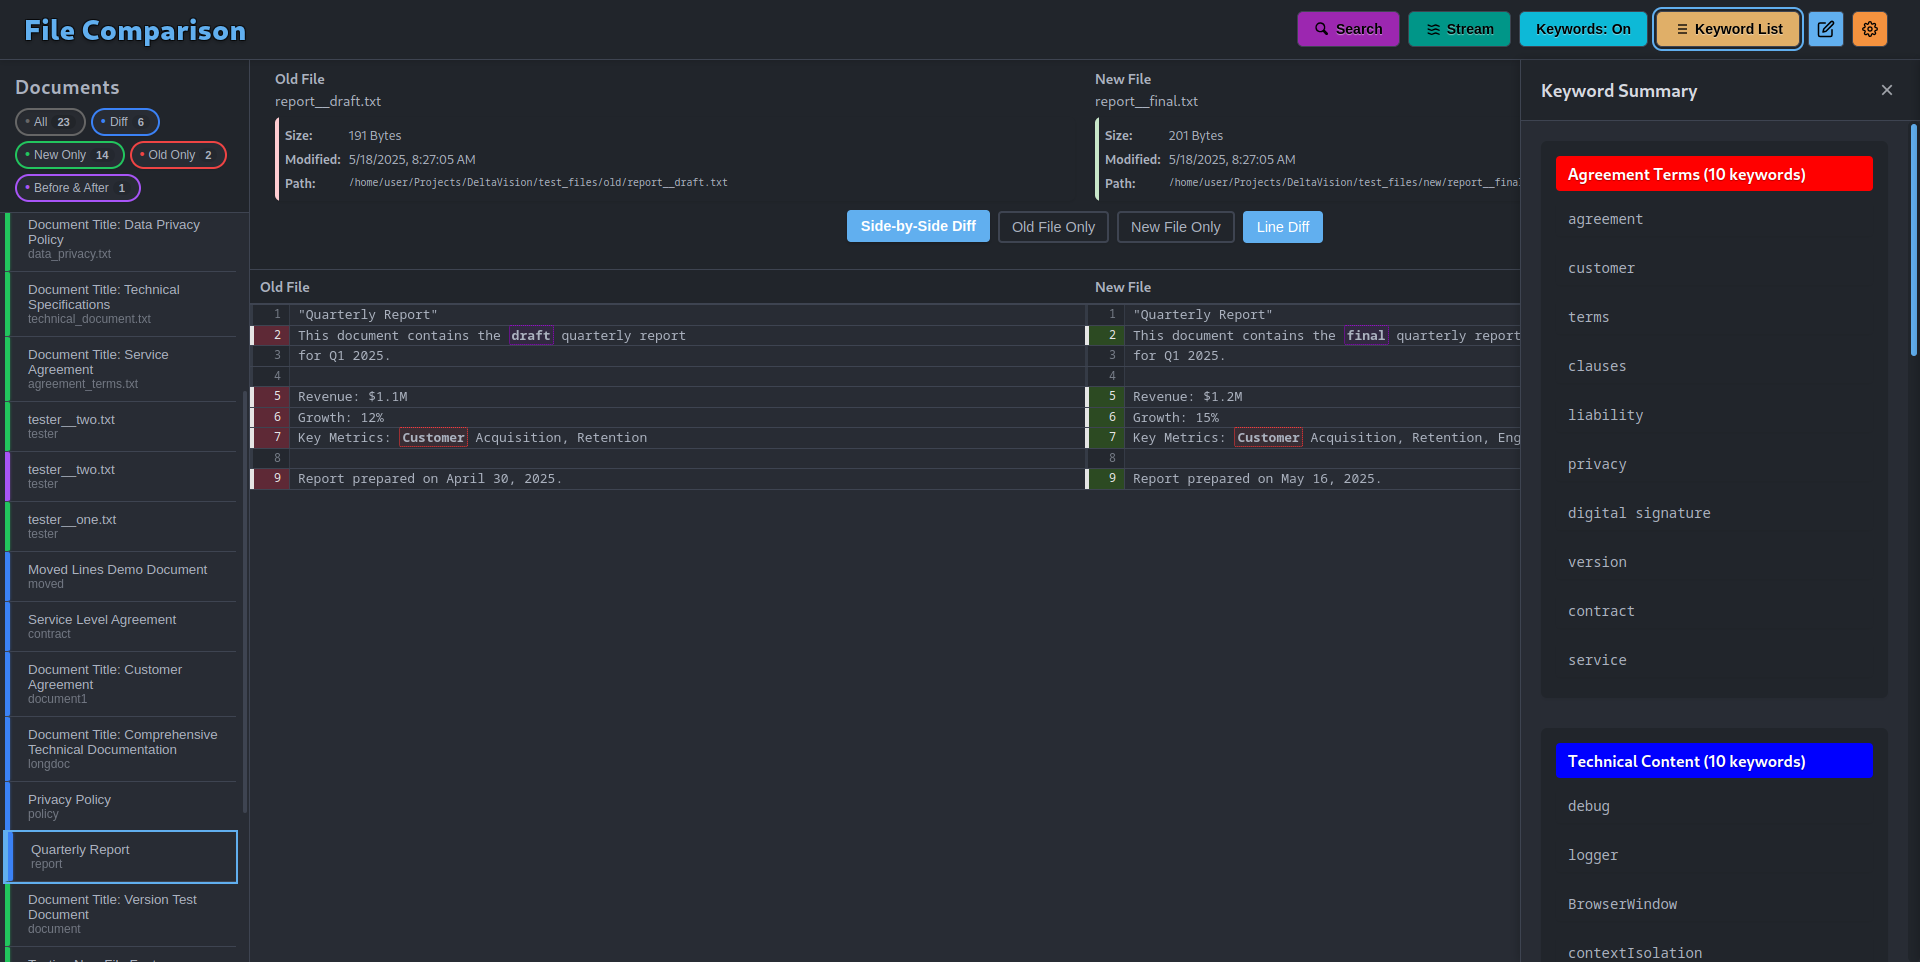 File Comparison
Search
Stream
Keywords: On
Keyword List
Documents
All 23
Diff 6
New Only 14
Old Only 2
Before & After 1
Document Title: Data Privacy
Policy
data_privacy.txt
Document Title: Technical
Specifications
technical_document.txt
Document Title: Service
Agreement
agreement_terms.txt
tester__two.txt
tester
tester__two.txt
tester
tester__one.txt
tester
Moved Lines Demo Document
moved
Service Level Agreement
contract
Document Title: Customer
Agreement
document1
Document Title: Comprehensive
Technical Documentation
longdoc
Privacy Policy
policy
Quarterly Report
report
Document Title: Version Test
Document
document
Old File
report__draft.txt
Size: 191 Bytes
Modified: 5/18/2025, 8:27:05 AM
Path: /home/user/Projects/DeltaVision/test_files/old/report__draft.txt
New File
report__final.txt
Size: 201 Bytes
Modified: 5/18/2025, 8:27:05 AM
Path: /home/user/Projects/DeltaVision/test_files/new/report__fina
Side-by-Side Diff
Old File Only
New File Only
Line Diff
Old File
1 "Quarterly Report"
2 This document contains the draft quarterly report
3 for Q1 2025.
4
5 Revenue: $1.1M
6 Growth: 12%
7 Key Metrics: Customer Acquisition, Retention
8
9 Report prepared on April 30, 2025.
New File
1 "Quarterly Report"
2 This document contains the final quarterly report
3 for Q1 2025.
4
5 Revenue: $1.2M
6 Growth: 15%
7 Key Metrics: Customer Acquisition, Retention, Eng
8
9 Report prepared on May 16, 2025.
Keyword Summary
Agreement Terms (10 keywords)
agreement
customer
terms
clauses
liability
privacy
digital signature
version
contract
service
Technical Content (10 keywords)
debug
logger
BrowserWindow
contextIsolation